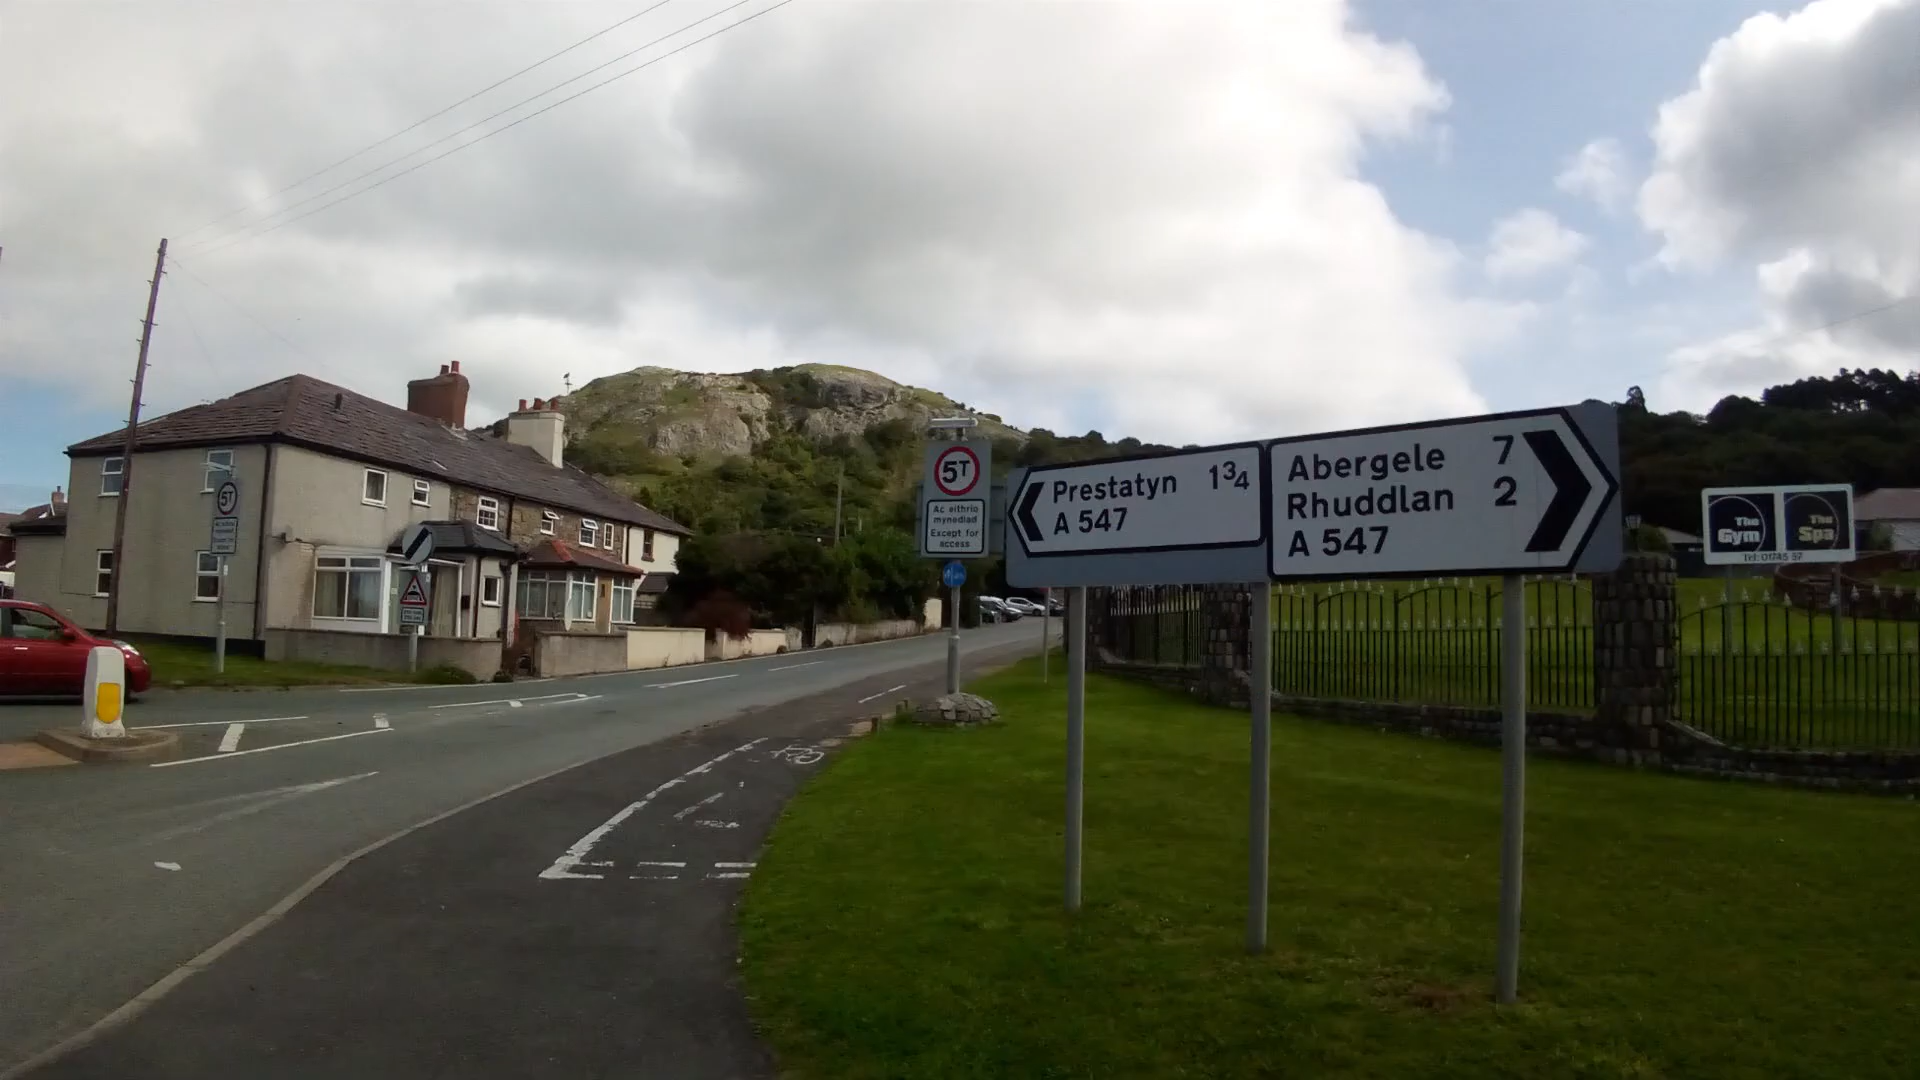 5T
Ac eithrio
mynediad
Except for
access
Prestatyn 1¾
A 547
Abergele 7
Rhuddlan 2
A 547
The
Gym
The
Spa
5T